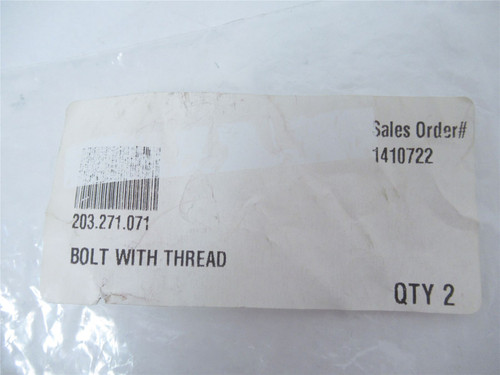 Sales Order#
1410722
203.271.071
BOLT WITH THREAD
QTY 2